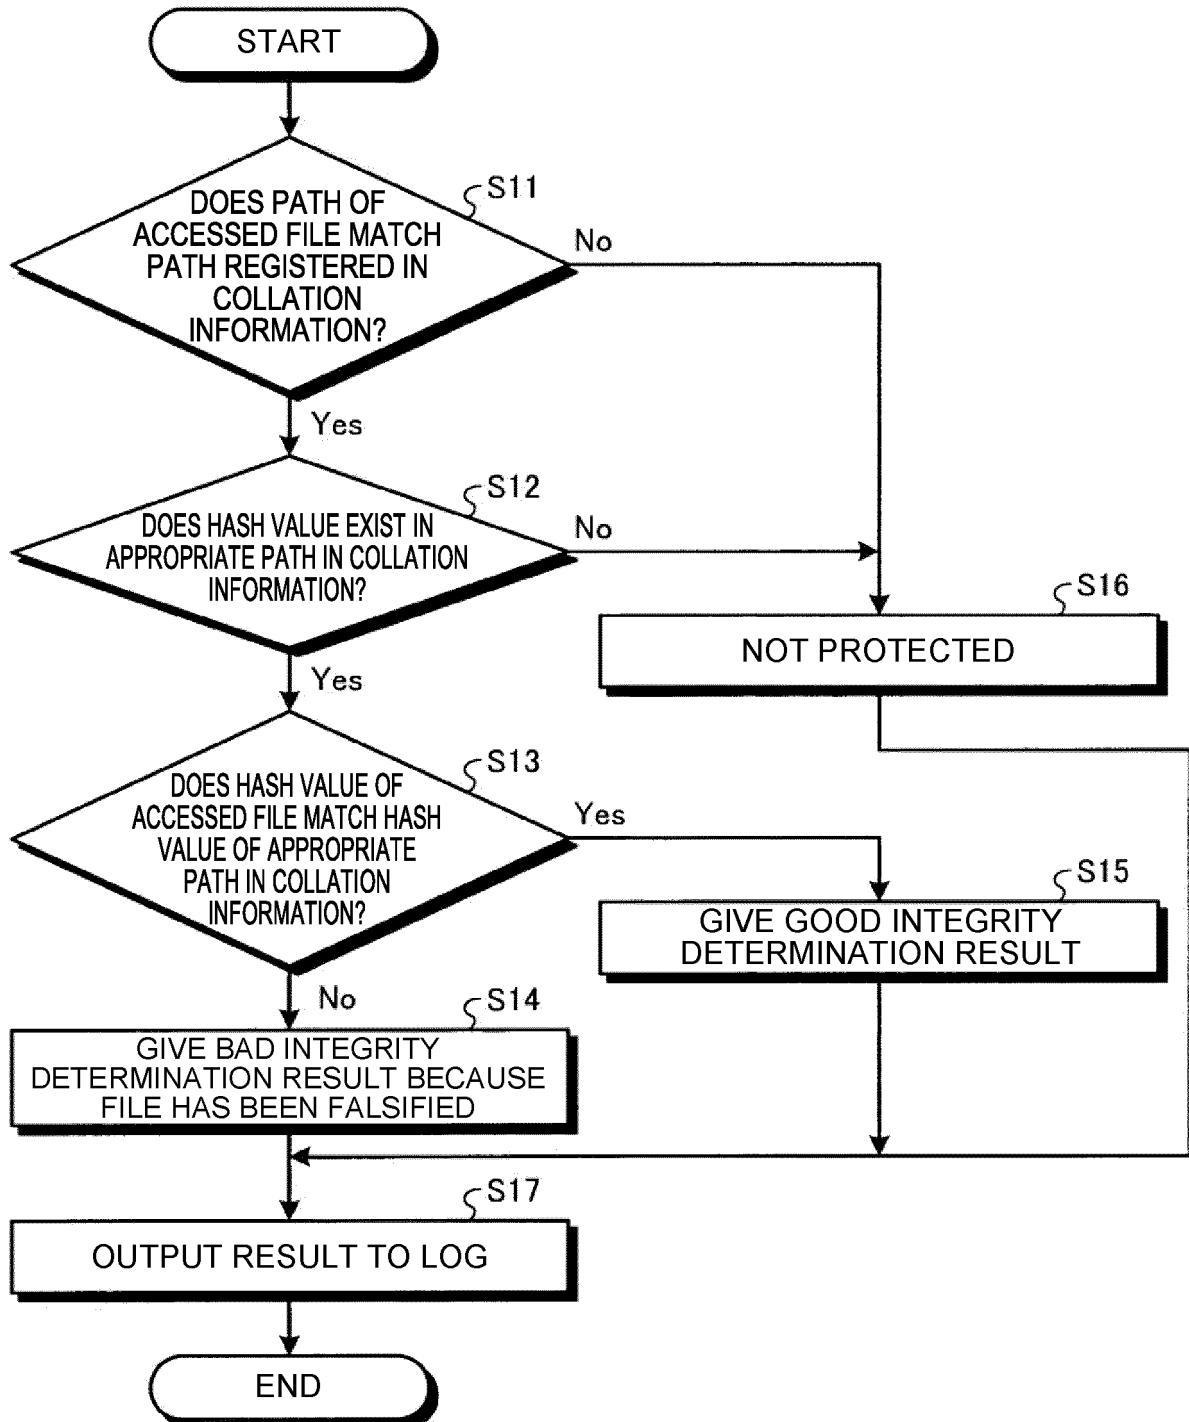 START
S11
DOES PATH OF
ACCESSED FILE MATCH
PATH REGISTERED IN
COLLATION
INFORMATION?
No
Yes
S12
DOES HASH VALUE EXIST IN
APPROPRIATE PATH IN COLLATION
INFORMATION?
No
Yes
S16
NOT PROTECTED
S13
DOES HASH VALUE OF
ACCESSED FILE MATCH HASH
VALUE OF APPROPRIATE
PATH IN COLLATION
INFORMATION?
Yes
No
S15
GIVE GOOD INTEGRITY
DETERMINATION RESULT
S14
GIVE BAD INTEGRITY
DETERMINATION RESULT BECAUSE
FILE HAS BEEN FALSIFIED
S17
OUTPUT RESULT TO LOG
END